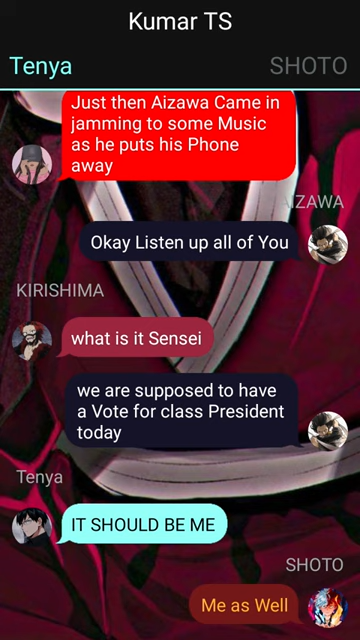 Kumar TS
Tenya
SHOTO
Just then Aizawa Came in
jamming to some Music
as he puts his Phone
away
AIZAWA
Okay Listen up all of You
KIRISHIMA
what is it Sensei
we are supposed to have
a Vote for class President
today
Tenya
IT SHOULD BE ME
SHOTO
Me as Well